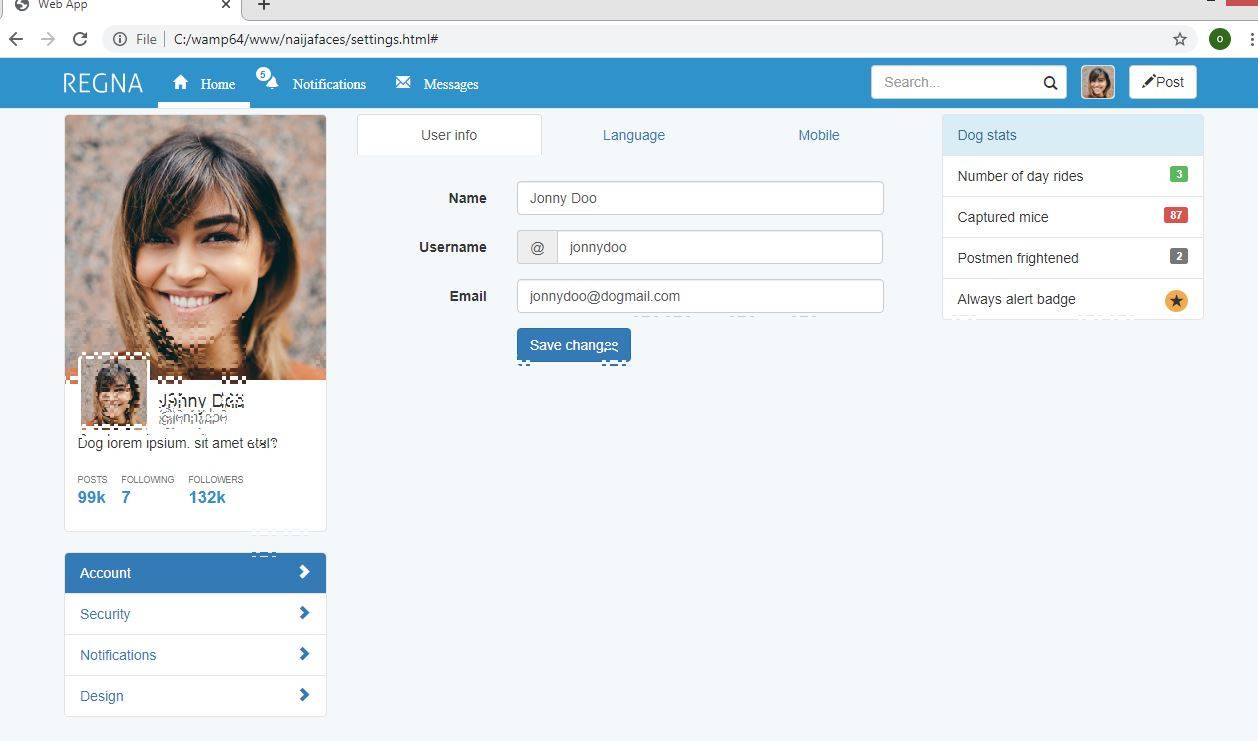 Web App
File C:/wamp64/www/naijafaces/settings.html#
O
REGNA Home 5 Notifications Messages Search... Post
User info Language Mobile
Name Jonny Doo
Username @ jonnydoo
Email jonnydoo@dogmail.com
Save changes
Dog stats
Number of day rides 3
Captured mice 87
Postmen frightened 2
Always alert badge
Jonny Doo
Dog lorem ipsum. sit amet
POSTS FOLLOWING FOLLOWERS
99k 7 132k
Account
Security
Notifications
Design